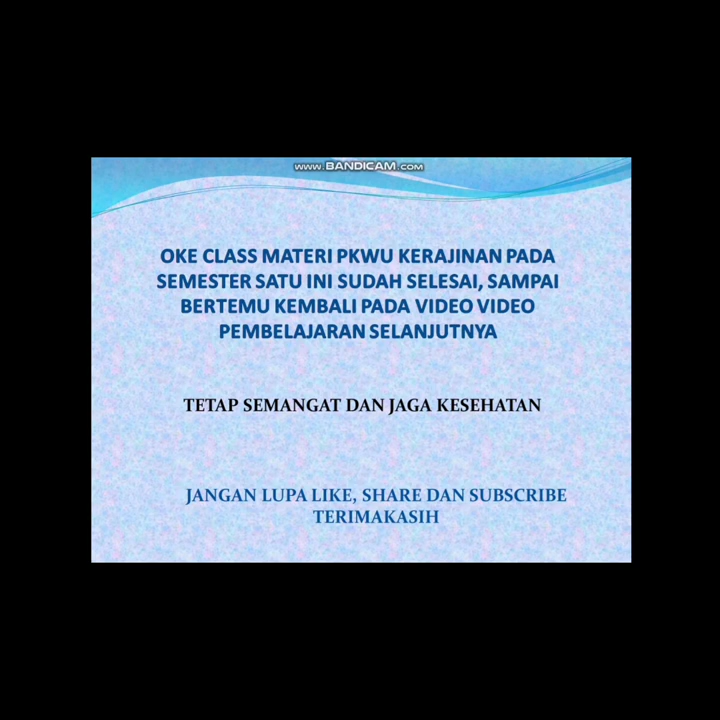 www.BANDICAM.com
OKE CLASS MATERI PKWU KERAJINAN PADA
SEMESTER SATU INI SUDAH SELESAI, SAMPAI
BERTEMU KEMBALI PADA VIDEO VIDEO
PEMBELAJARAN SELANJUTNYA
TETAP SEMANGAT DAN JAGA KESEHATAN
JANGAN LUPA LIKE, SHARE DAN SUBSCRIBE
TERIMAKASIH